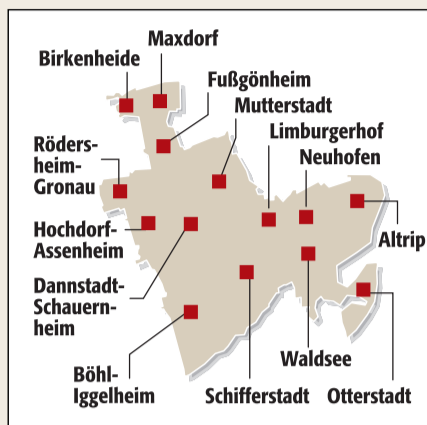 Maxdorf
Birkenheide
Fußgönheim
Mutterstadt
Limburgerhof
Neuhofen
Röders-
heim-
Gronau
Altrip
Hochdorf-
Assenheim
Dannstadt-
Schauern-
heim
Böhl-
Iggelheim
Schifferstadt
Waldsee
Otterstadt